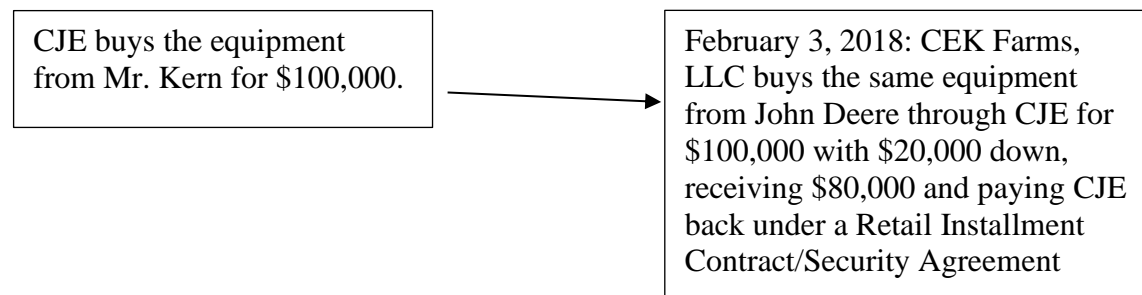 CJE buys the equipment
from Mr. Kern for $100,000.
February 3, 2018: CEK Farms,
LLC buys the same equipment
from John Deere through CJE for
$100,000 with $20,000 down,
receiving $80,000 and paying CJE
back under a Retail Installment
Contract/Security Agreement